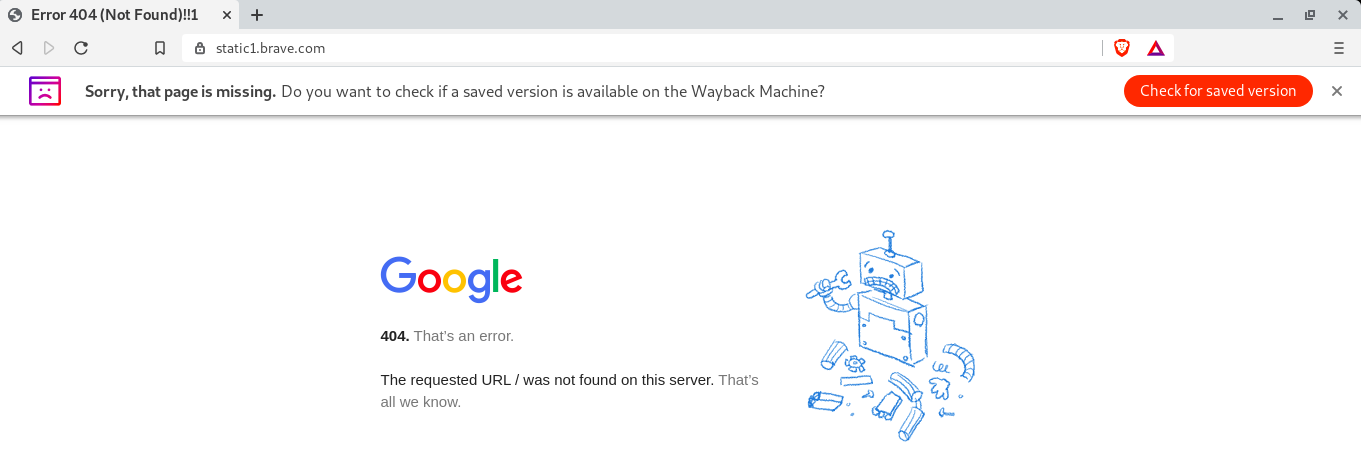 Error 404 (Not Found)!!1
static1.brave.com
Sorry, that page is missing. Do you want to check if a saved version is available on the Wayback Machine?
Check for saved version
Google
404. That's an error.
The requested URL / was not found on this server. That's
all we know.